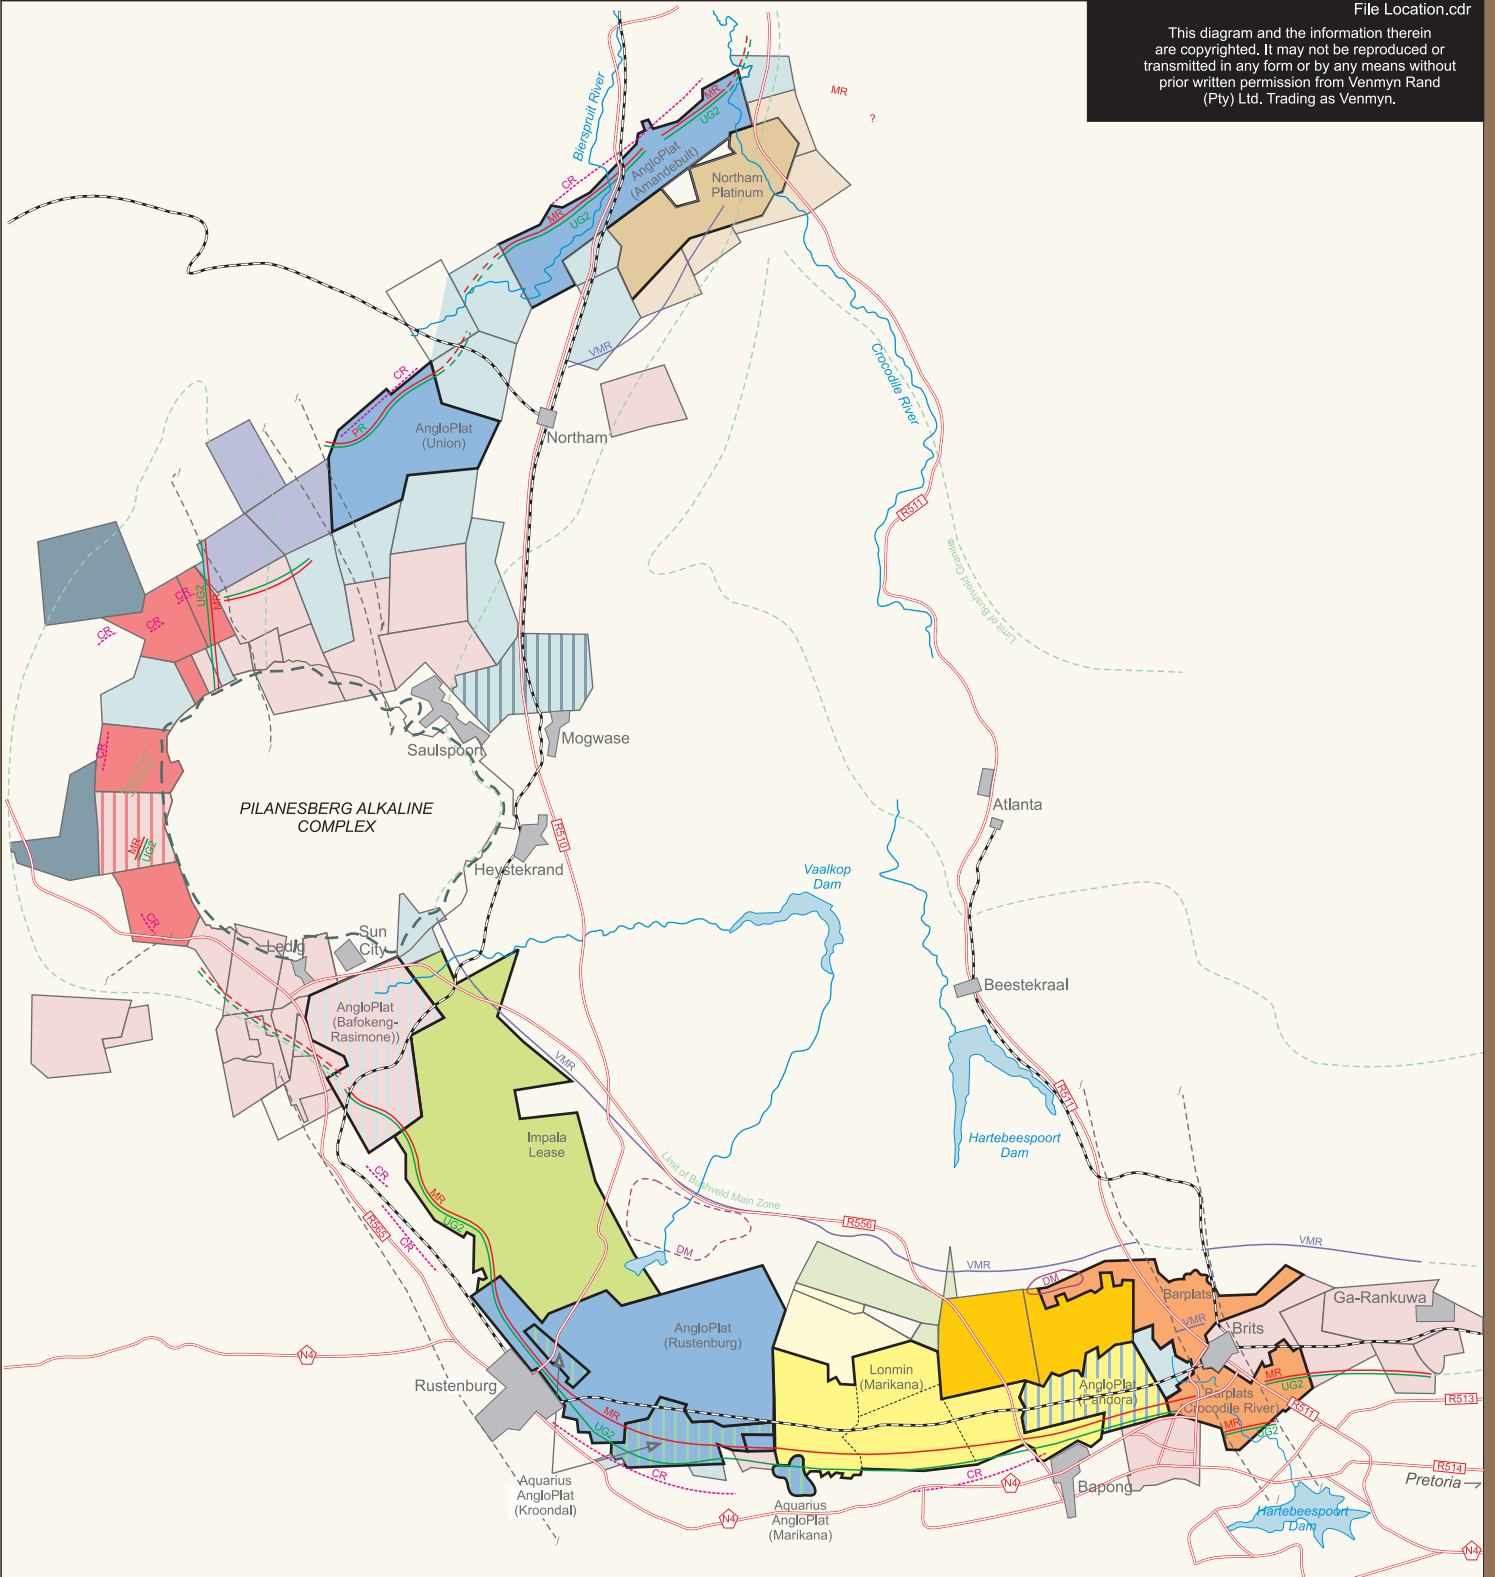 File Location.cdr
This diagram and the information therein
are copyrighted. It may not be reproduced or
transmitted in any form or by any means without
prior written permission from Venmyn Rand
(Pty) Ltd. Trading as Venmyn.
MR
?
Bierspruit River
MR
UG2
CR
AngloPlat
(Amandebult)
Northam
Platinum
MR
UG2
VMR
Crocodile River
CR
PR
AngloPlat
(Union)
Northam
R511
Limit of Bushveld Granites
CR
UG2
MR
CR
CR
Saulspoort
Mogwase
CR
PILANESBERG ALKALINE
COMPLEX
Atlanta
MR
UG2
R510
Heystekrand
Vaalkop
Dam
CR
Ledig
Sun
City
Beestekraal
AngloPlat
(Bafokeng-
Rasimone))
VMR
R511
Impala
Lease
Hartebeespoort
Dam
Limit of Bushveld Main Zone
CR
MR
UG2
R565
CR
DM
R556
VMR
VMR
DM
Barplats
Ga-Rankuwa
VMR
Brits
AngloPlat
(Rustenburg)
N4
Lonmin
(Marikana)
Rustenburg
AngloPlat
(Pandora)
Barplats
(Crocodile River)
MR
UG2
R511
R513
MR
UG2
MR
UG2
CR
CR
N4
R514
Pretoria
Bapong
Aquarius
AngloPlat
(Kroondal)
Aquarius
AngloPlat
(Marikana)
N4
Hartebeespoort
Dam
N4